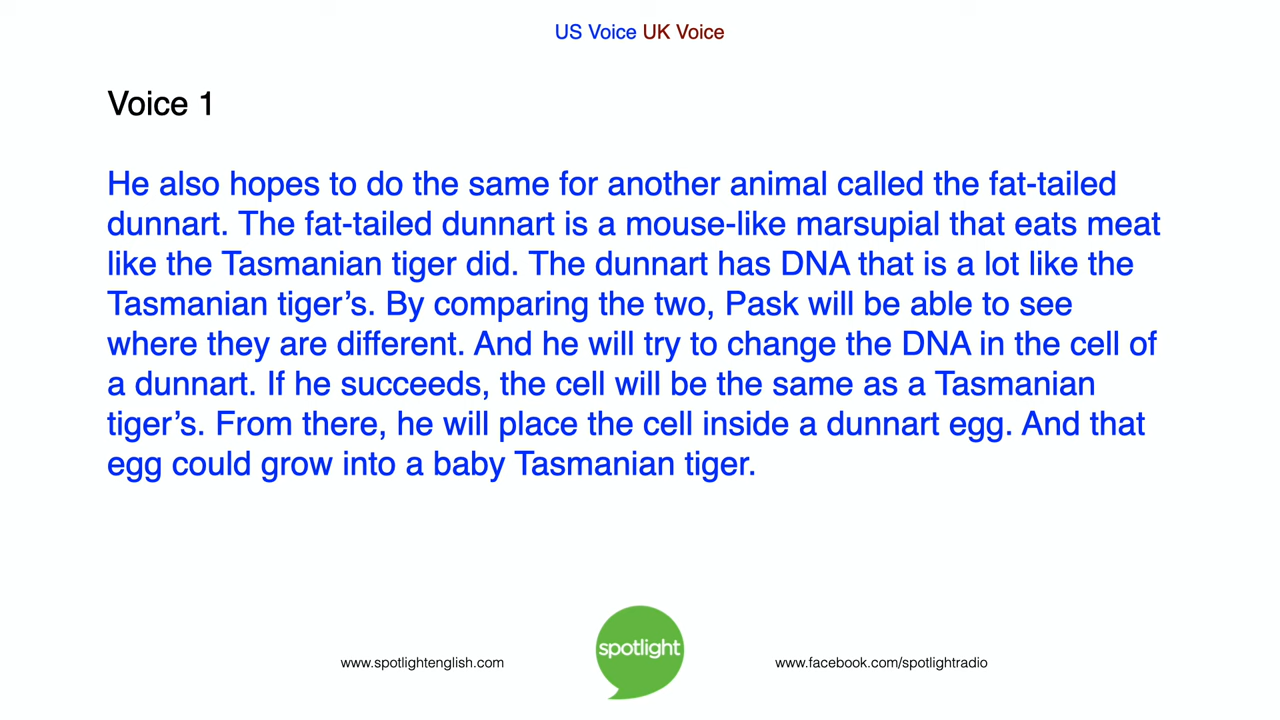 US Voice UK Voice
Voice 1
He also hopes to do the same for another animal called the fat-tailed
dunnart. The fat-tailed dunnart is a mouse-like marsupial that eats meat
like the Tasmanian tiger did. The dunnart has DNA that is a lot like the
Tasmanian tiger’s. By comparing the two, Pask will be able to see
where they are different. And he will try to change the DNA in the cell of
a dunnart. If he succeeds, the cell will be the same as a Tasmanian
tiger’s. From there, he will place the cell inside a dunnart egg. And that
egg could grow into a baby Tasmanian tiger.
spotlight
www.spotlightenglish.com
www.facebook.com/spotlightradio